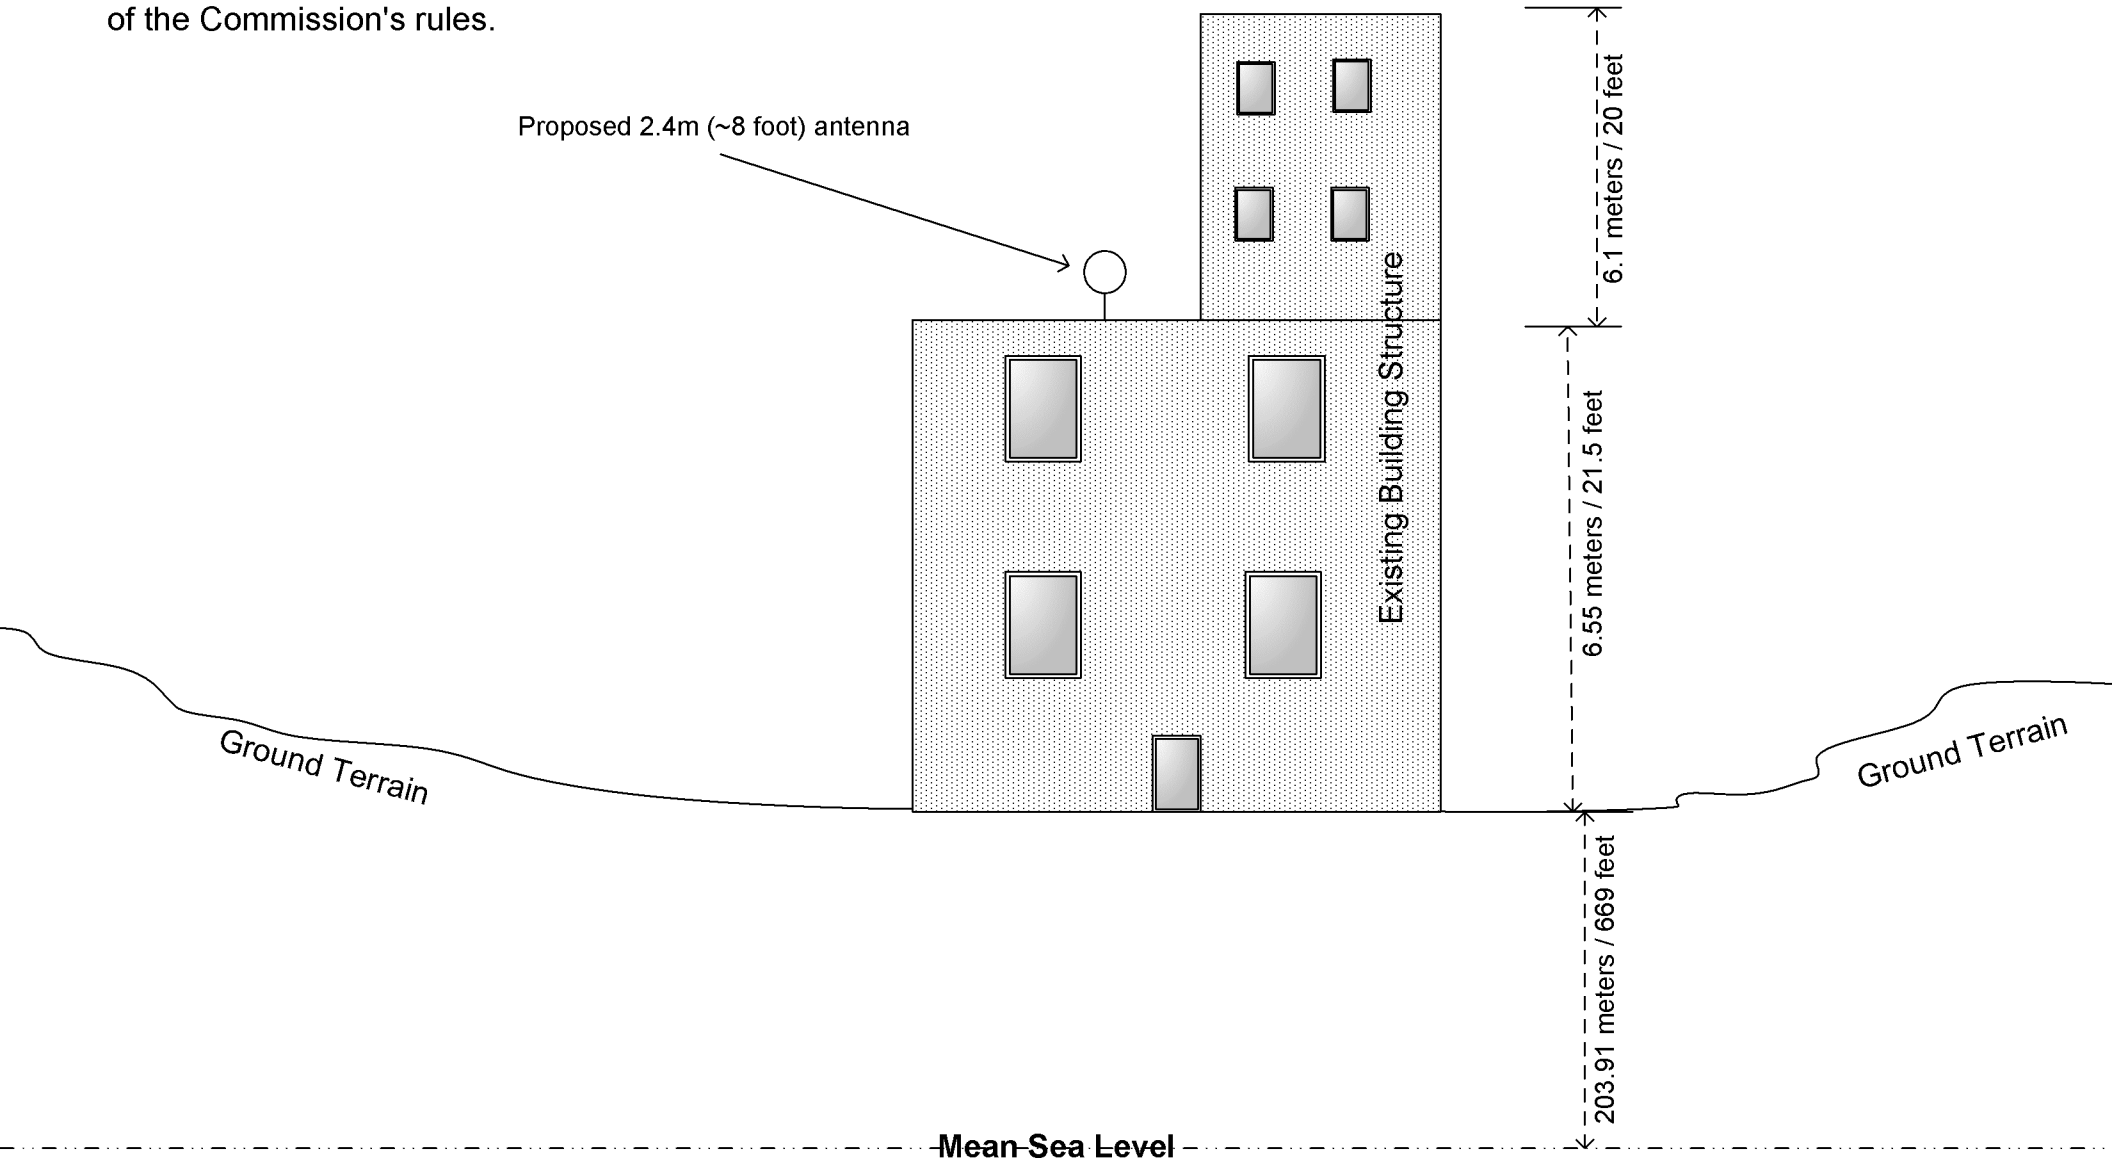 of the Commission's rules.
Proposed 2.4m (~8 foot) antenna
6.1 meters / 20 feet
Existing Building Structure
6.55 meters / 21.5 feet
Ground Terrain
Ground Terrain
203.91 meters / 669 feet
Mean Sea Level